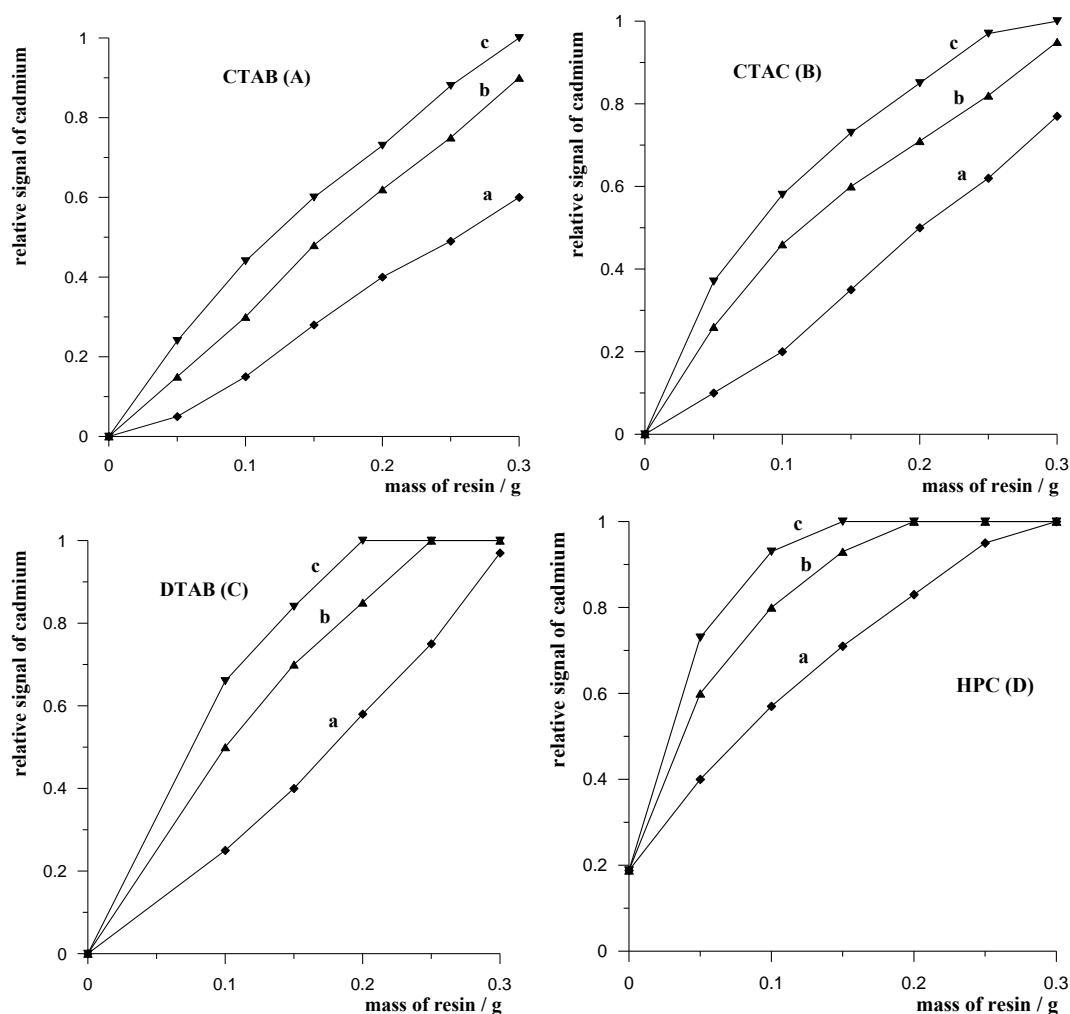 relative signal of cadmium
1
0.8
0.6
0.4
0.2
0
CTAB (A)
c
b
a
0 0.1 0.2 0.3
mass of resin / g
relative signal of cadmium
1
0.8
0.6
0.4
0.2
0
CTAC (B)
c
b
a
0 0.1 0.2 0.3
mass of resin / g
relative signal of cadmium
1
0.8
0.6
0.4
0.2
0
DTAB (C)
c
b
a
0 0.1 0.2 0.3
mass of resin / g
relative signal of cadmium
1
0.8
0.6
0.4
0.2
0
c
b
a
HPC (D)
0 0.1 0.2 0.3
mass of resin / g